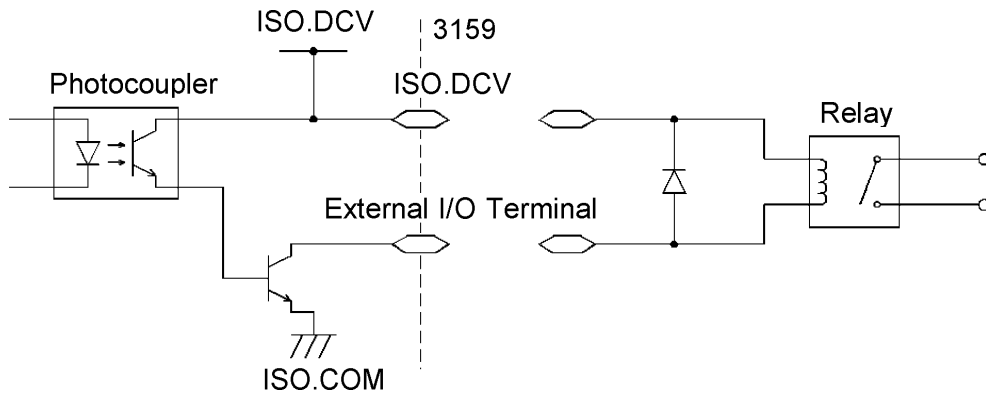 ISO.DCV
3159
Photocoupler
ISO.DCV
Relay
External I/O Terminal
ISO.COM